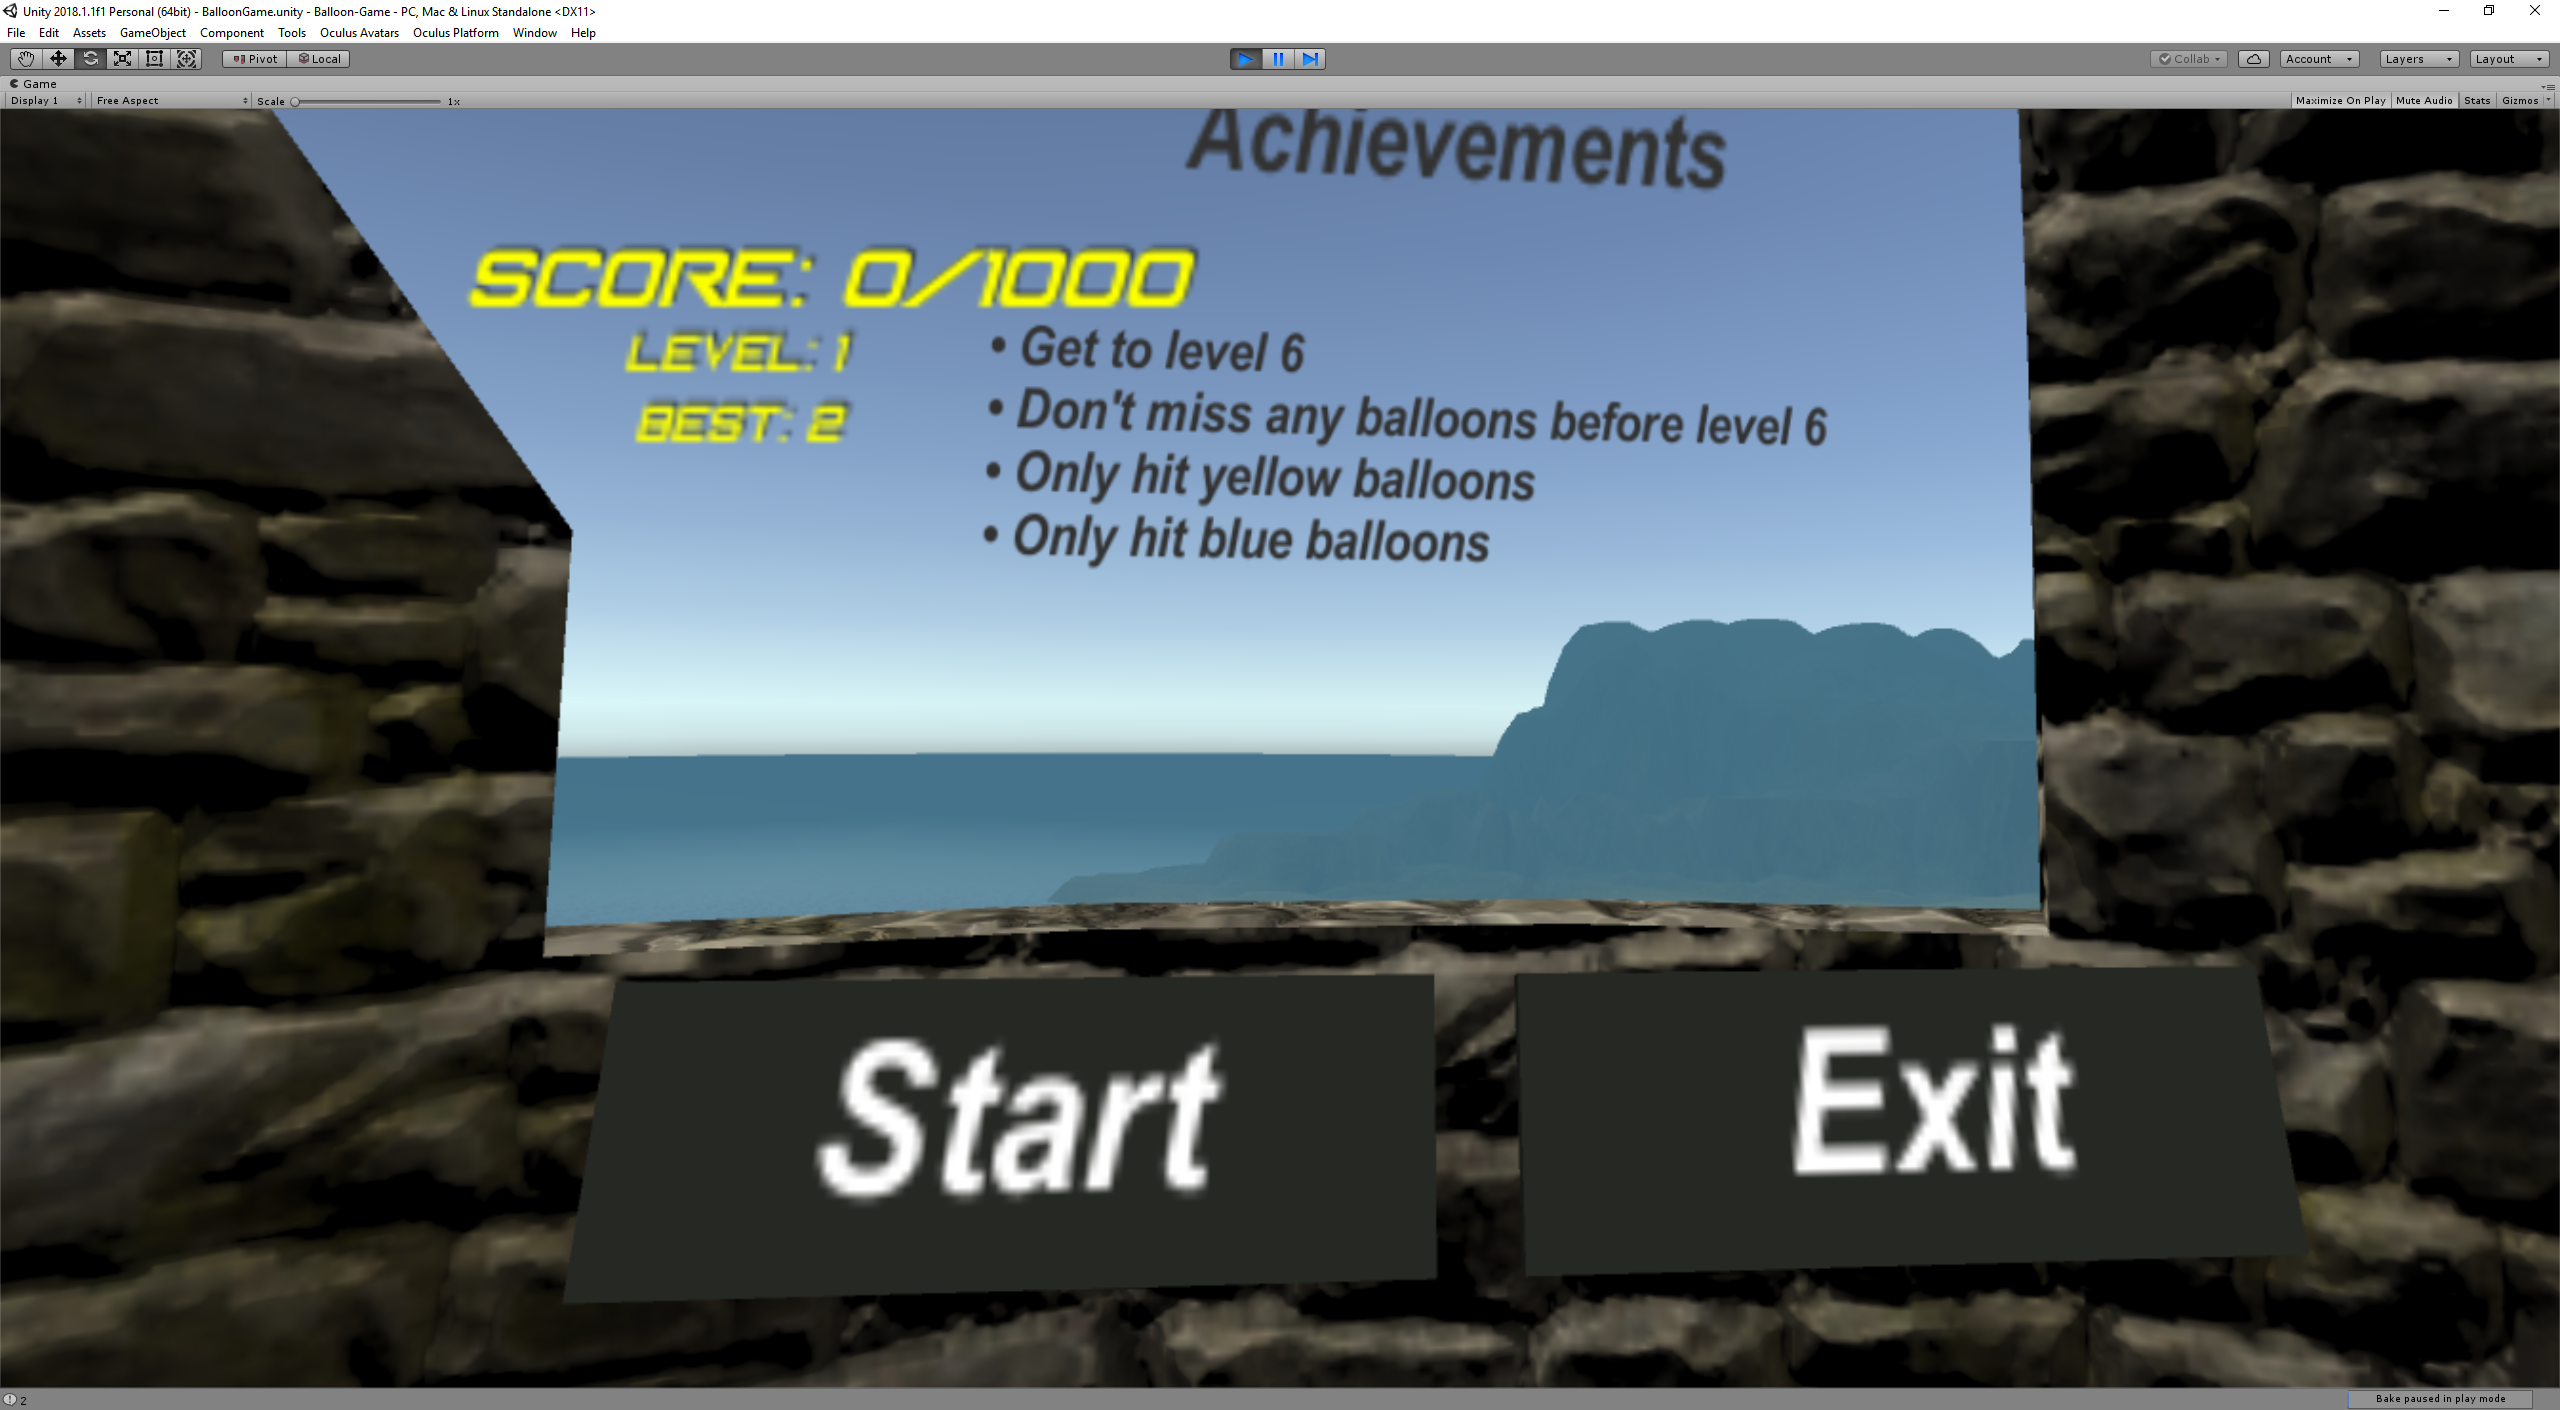 Unity 2018.1.1f1 Personal (64bit) - BalloonGame.unity - Balloon-Game - PC, Mac & Linux Standalone <DX11>
File Edit Assets GameObject Component Tools Oculus Avatars Oculus Platform Window Help
Pivot Local Collab Account Layers Layout
Game
Display 1 Free Aspect Scale 1x Maximize On Play Mute Audio Stats Gizmos
Achievements
SCORE: 0/1000
LEVEL: 1
BEST: 2
• Get to level 6
• Don't miss any balloons before level 6
• Only hit yellow balloons
• Only hit blue balloons
Start
Exit
2
Bake paused in play mode